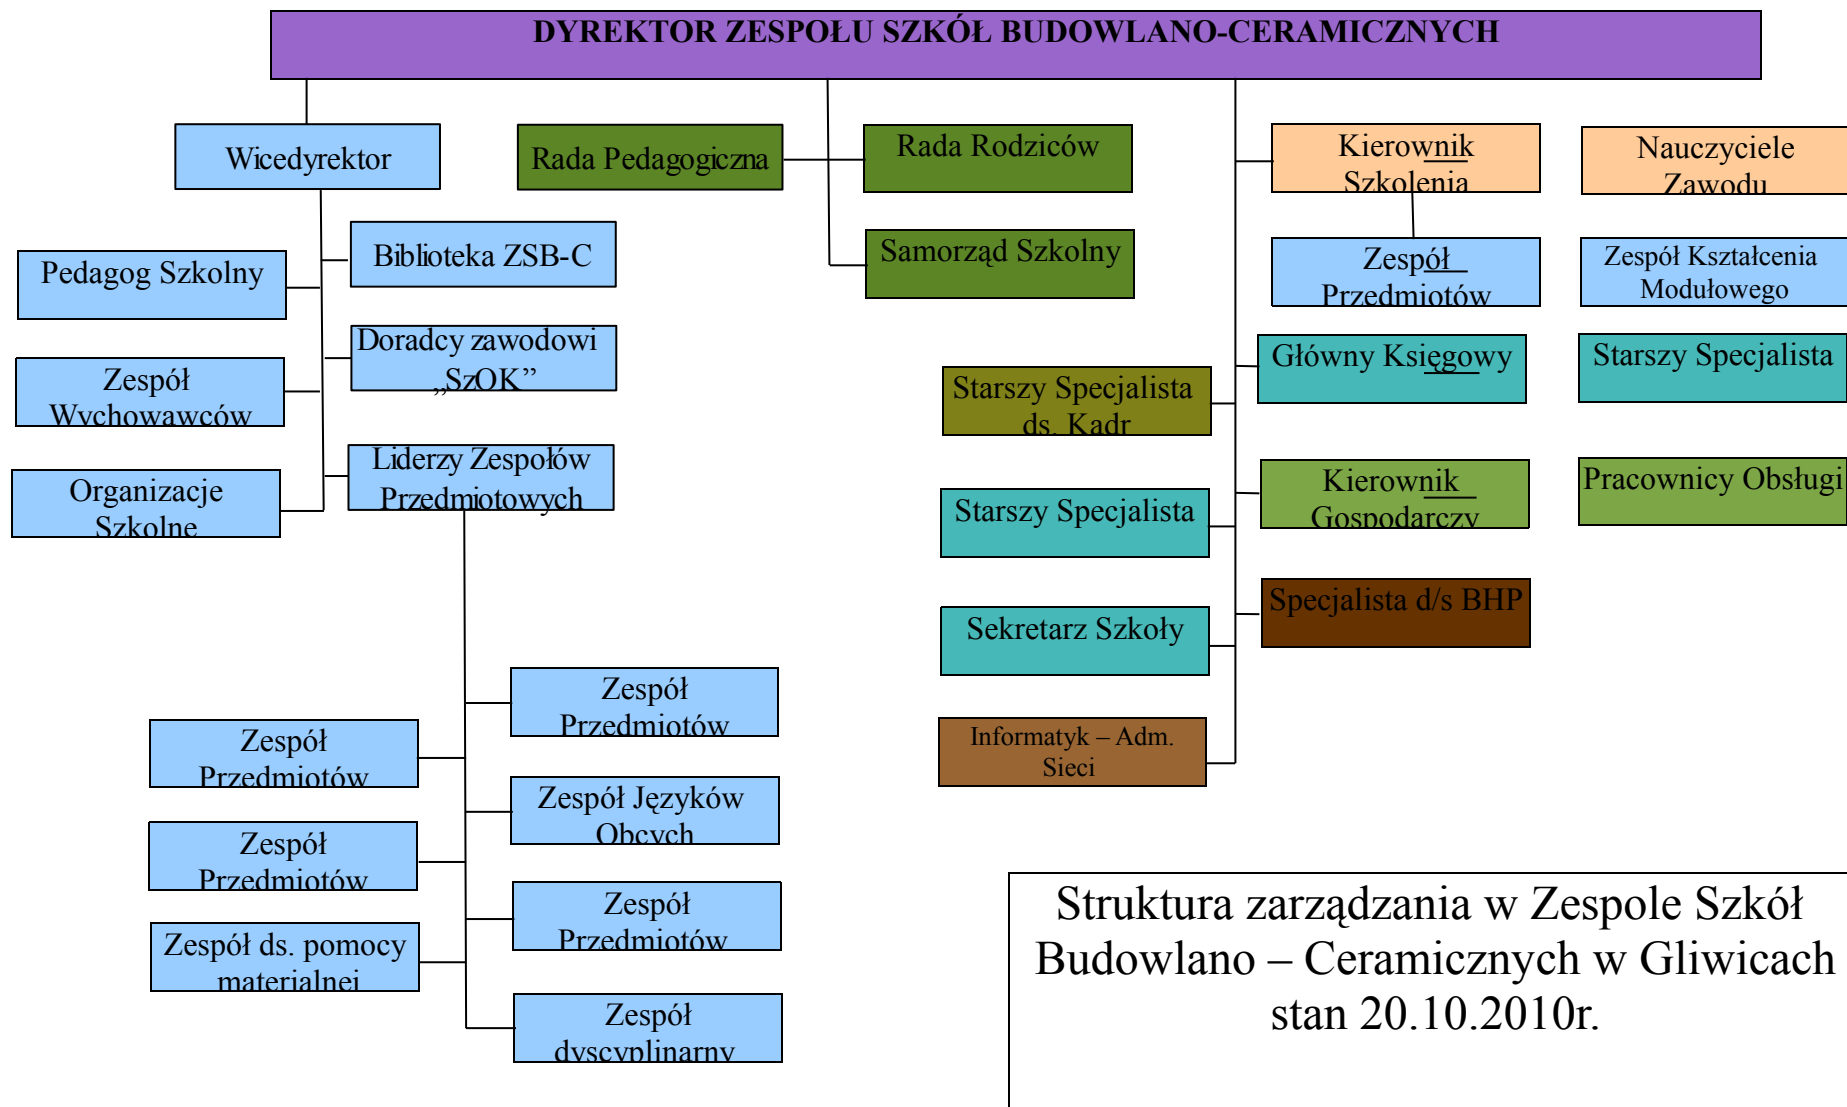 DYREKTOR ZESPOŁU SZKÓŁ BUDOWLANO-CERAMICZNYCH
Wicedyrektor
Rada Pedagogiczna
Rada Rodziców
Kierownik
Szkolenia
Nauczyciele
Zawodu
Pedagog Szkolny
Biblioteka ZSB-C
Samorząd Szkolny
Zespół
Przedmiotów
Zespół Kształcenia
Modułowego
Zespół
Wychowawców
Doradcy zawodowi
„SzOK”
Starszy Specjalista
ds. Kadr
Główny Księgowy
Starszy Specjalista
Organizacje
Szkolne
Liderzy Zespołów
Przedmiotowych
Starszy Specjalista
Kierownik
Gospodarczy
Pracownicy Obsługi
Sekretarz Szkoły
Specjalista d/s BHP
Informatyk – Adm.
Sieci
Zespół
Przedmiotów
Zespół
Przedmiotów
Zespół Języków
Obcych
Zespół
Przedmiotów
Zespół
Przedmiotów
Zespół ds. pomocy
materialnej
Zespół
dyscyplinarny
Struktura zarządzania w Zespole Szkół
Budowlano – Ceramicznych w Gliwicach
stan 20.10.2010r.